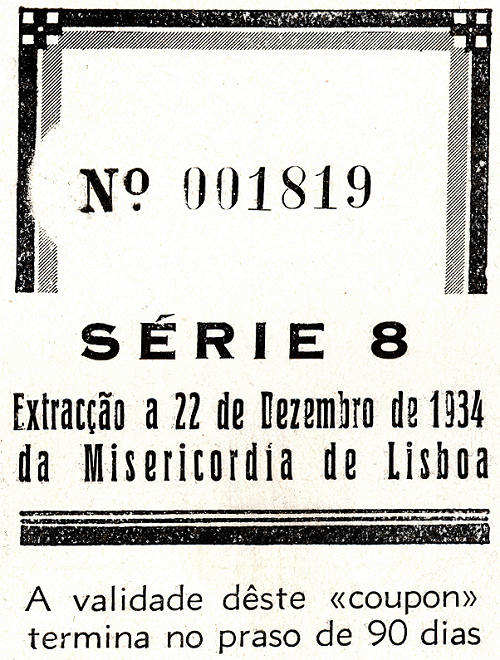 Nº 001819
SÉRIE 8
Extracção a 22 de Dezembro de 1934
da Misericordia de Lisboa
A validade dêste «coupon»
termina no praso de 90 dias